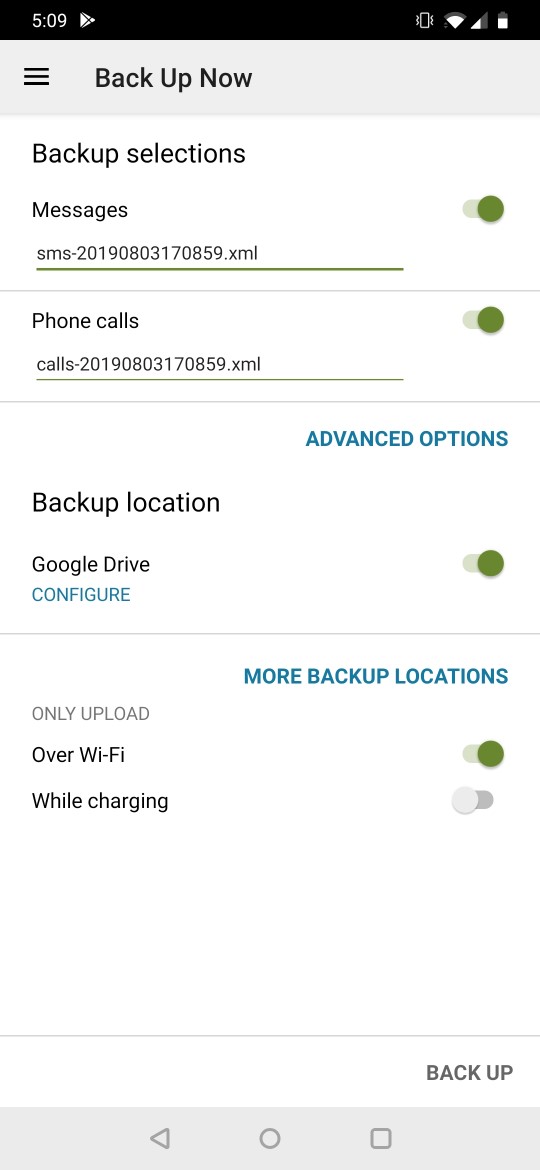 5:09
Back Up Now
Backup selections
Messages
sms-20190803170859.xml
Phone calls
calls-20190803170859.xml
ADVANCED OPTIONS
Backup location
Google Drive
CONFIGURE
MORE BACKUP LOCATIONS
ONLY UPLOAD
Over Wi-Fi
While charging
BACK UP